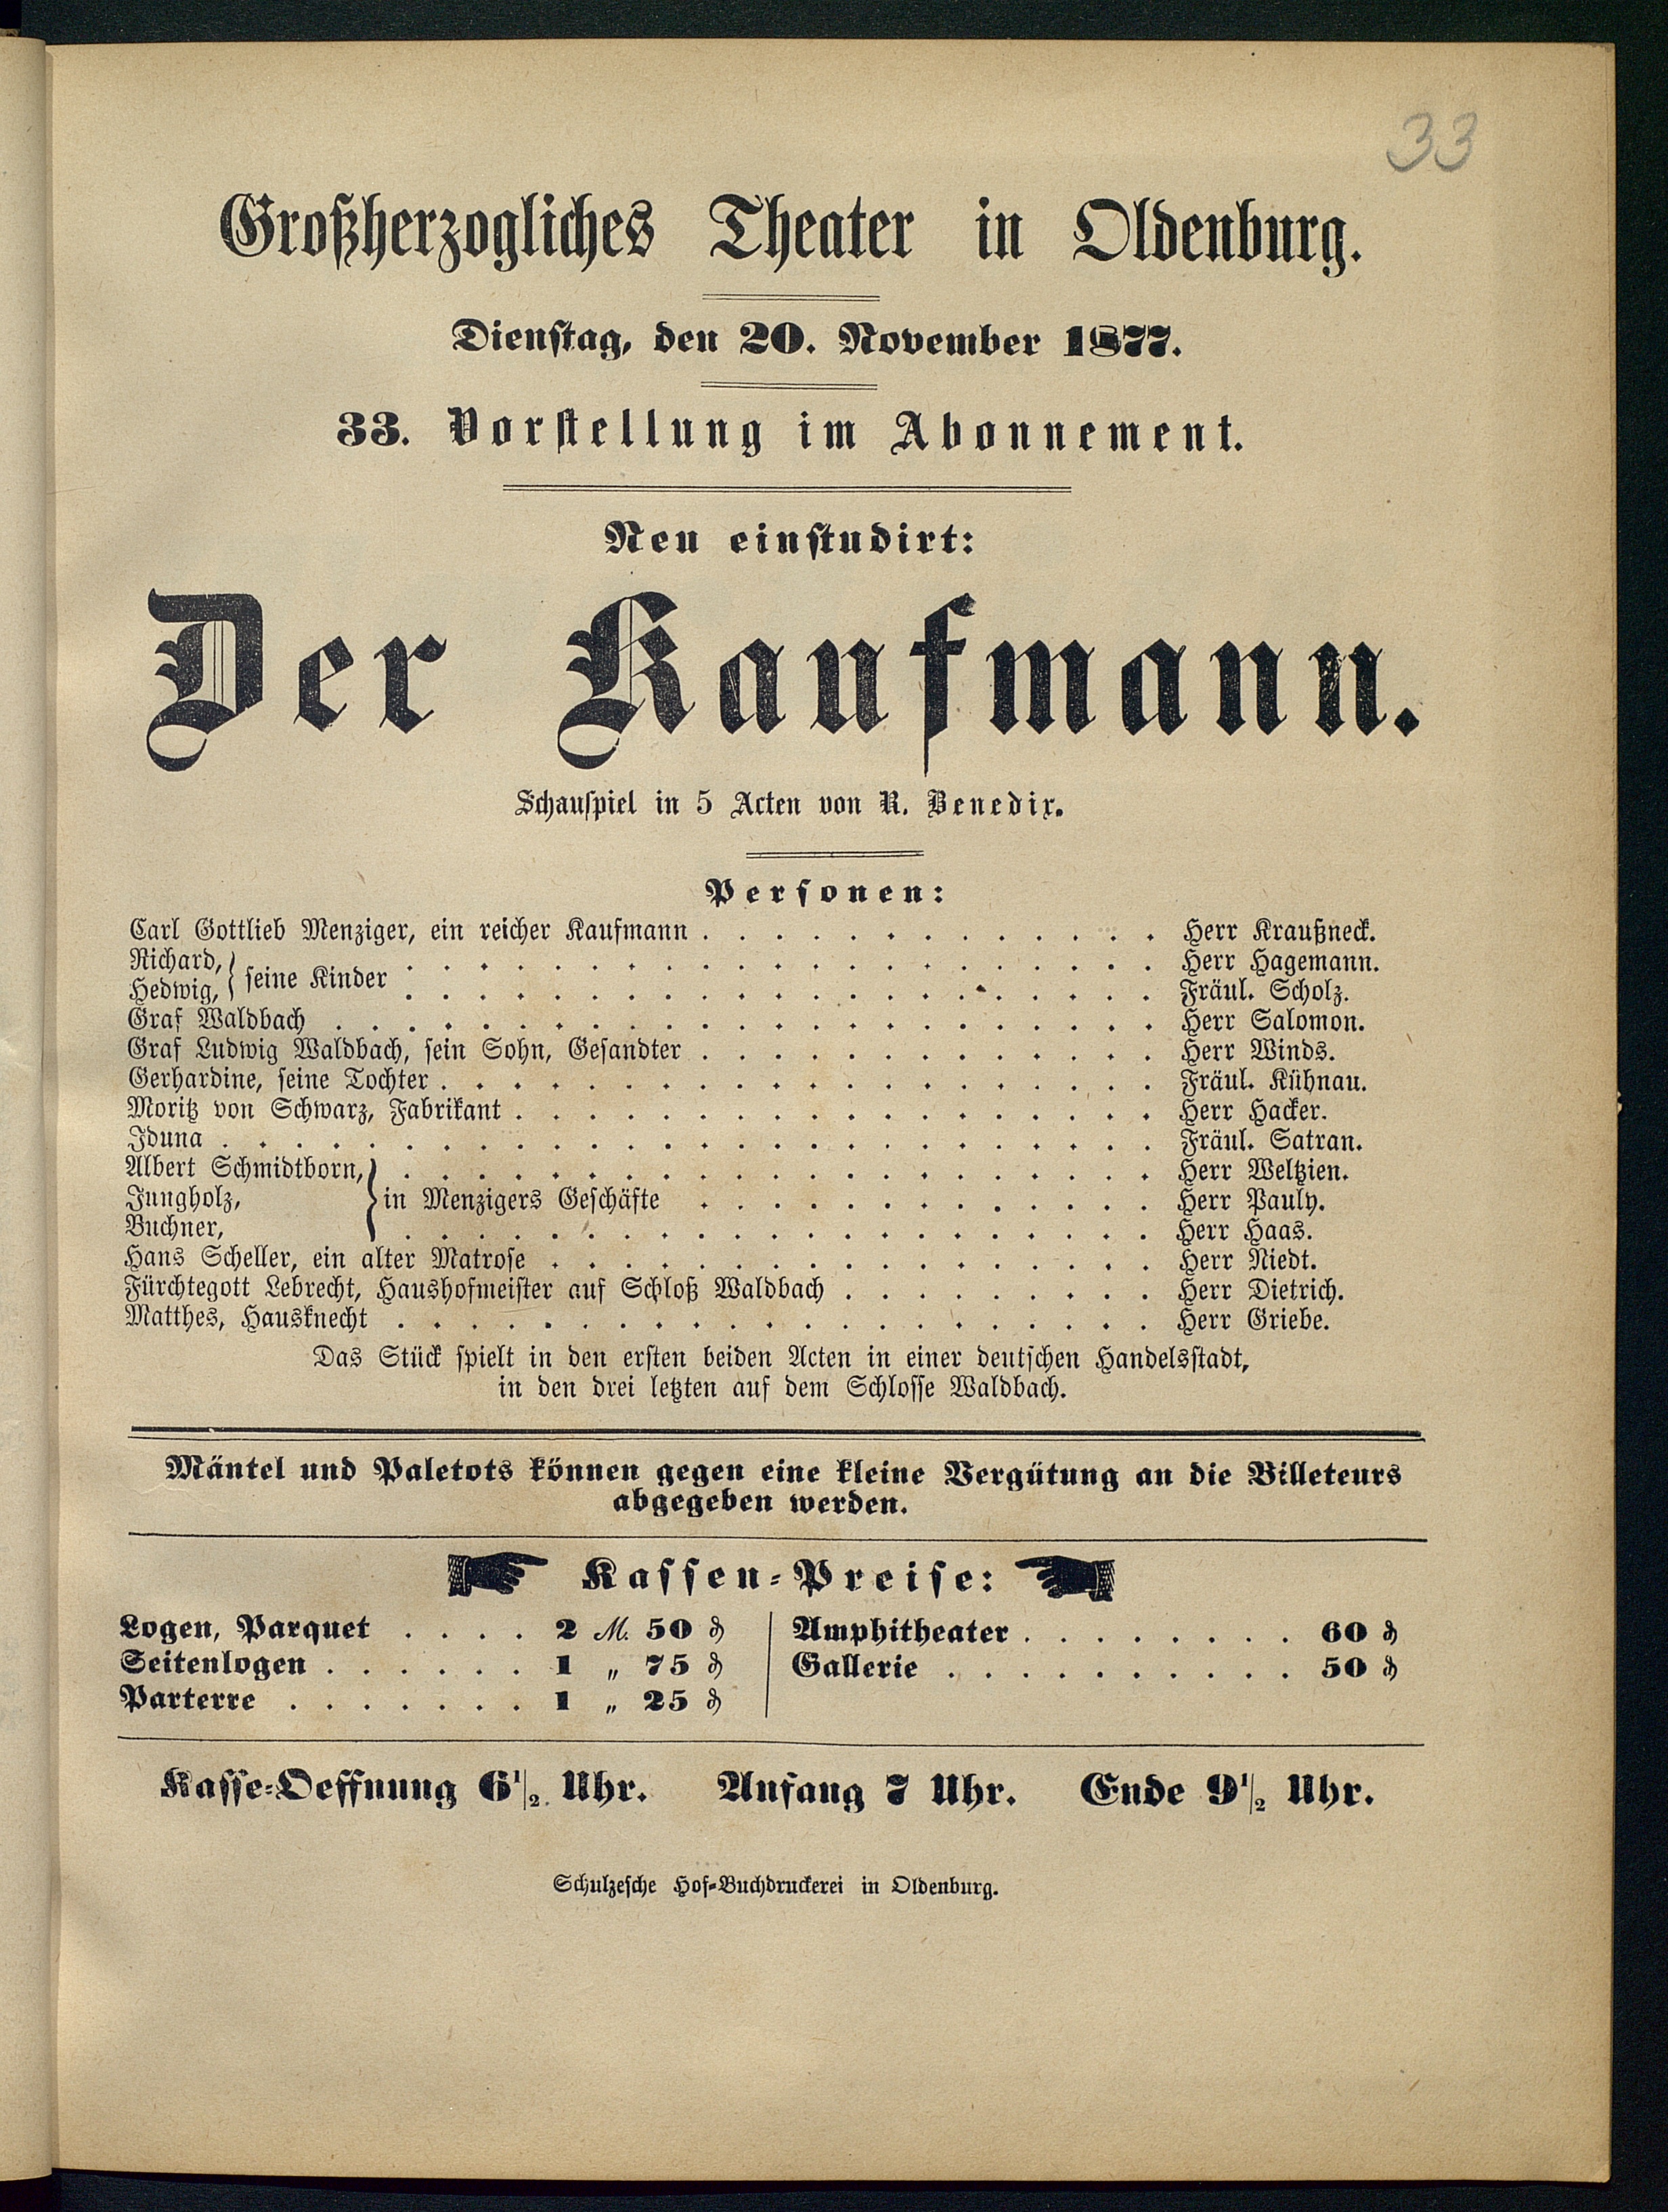 33
Großherzogliches Theater in Oldenburg.
Dienstag, den 20. November 1877.
33. Vorstellung im Abonnement.
Neu einstudirt:
Der Kaufmann.
Schauspiel in 5 Acten von R. Benedix.
Personen:
Carl Gottlieb Menziger, ein reicher Kaufmann . . . . . . . . . . . . . Herr Kraußneck.
Richard, } seine Kinder . . . . . . . . . . . . . . . . . . . . . Herr Hagemann.
Hedwig, . . . . . . . . . . . . . . . . . . . . . Fräul. Scholz.
Graf Waldbach . . . . . . . . . . . . . . . . . . . . . . . Herr Salomon.
Graf Ludwig Waldbach, sein Sohn, Gesandter . . . . . . . . . . . . . Herr Winds.
Gerhardine, seine Tochter . . . . . . . . . . . . . . . . . . . . Fräul. Kühnau.
Moritz von Schwarz, Fabrikant . . . . . . . . . . . . . . . . . . Herr Hacker.
Iduna . . . . . . . . . . . . . . . . . . . . . . . . . . Fräul. Satran.
Albert Schmidtborn, . . . . . . . . . . . . . . . . . . . . . Herr Weltzien.
Jungholz, } in Menzigers Geschäfte . . . . . . . . . . . . . Herr Pauly.
Buchner, . . . . . . . . . . . . . . . . . . . . . Herr Haas.
Hans Scheller, ein alter Matrose . . . . . . . . . . . . . . . . . Herr Niedt.
Fürchtegott Lebrecht, Haushofmeister auf Schloß Waldbach . . . . . . . . . Herr Dietrich.
Matthes, Hausknecht . . . . . . . . . . . . . . . . . . . . . Herr Griebe.
Das Stück spielt in den ersten beiden Acten in einer deutschen Handelsstadt,
in den drei letzten auf dem Schlosse Waldbach.
Mäntel und Paletots können gegen eine kleine Vergütung an die Billeteurs
abgegeben werden.
Kassen-Preise:
Logen, Parquet . . . . 2 M. 50 ₰
Seitenlogen . . . . . . 1 „ 75 ₰
Parterre . . . . . . . 1 „ 25 ₰
Amphitheater . . . . . . . . 60 ₰
Gallerie . . . . . . . . . . 50 ₰
Kasse-Oeffnung 6 1/2 Uhr. Anfang 7 Uhr. Ende 9 1/2 Uhr.
Schulzesche Hof-Buchdruckerei in Oldenburg.